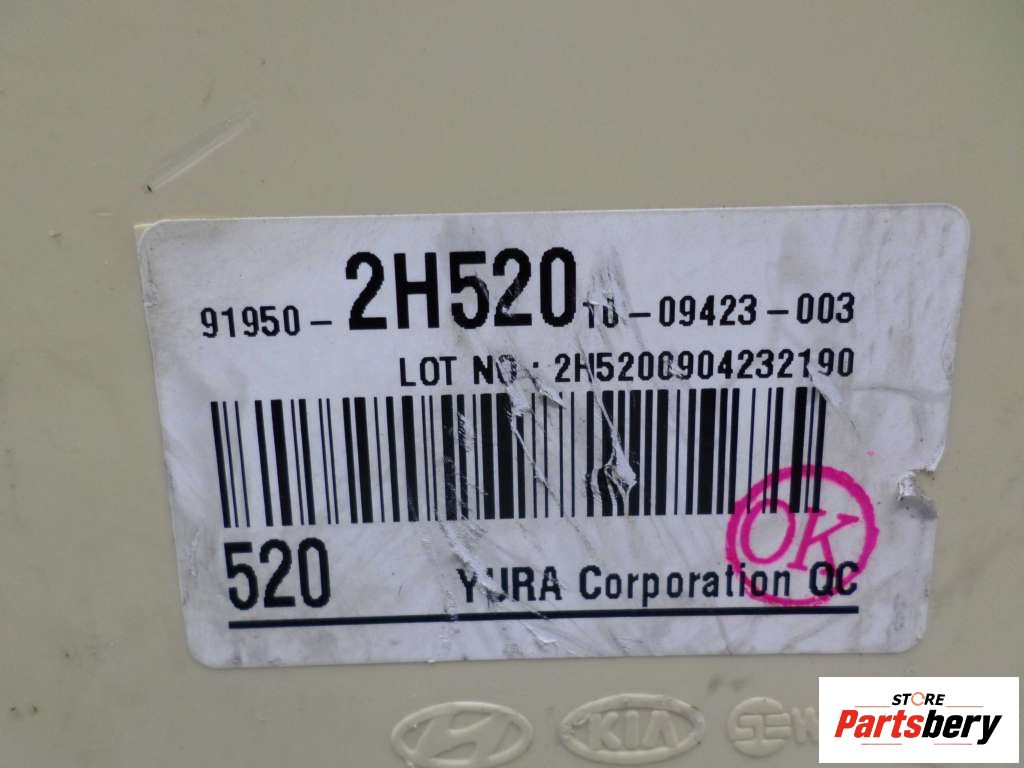 91950- 2H520 10-09423-003
LOT NO : 2H5200904232190
520
OK
YURA Corporation QC
KIA
STORE
Partsbery